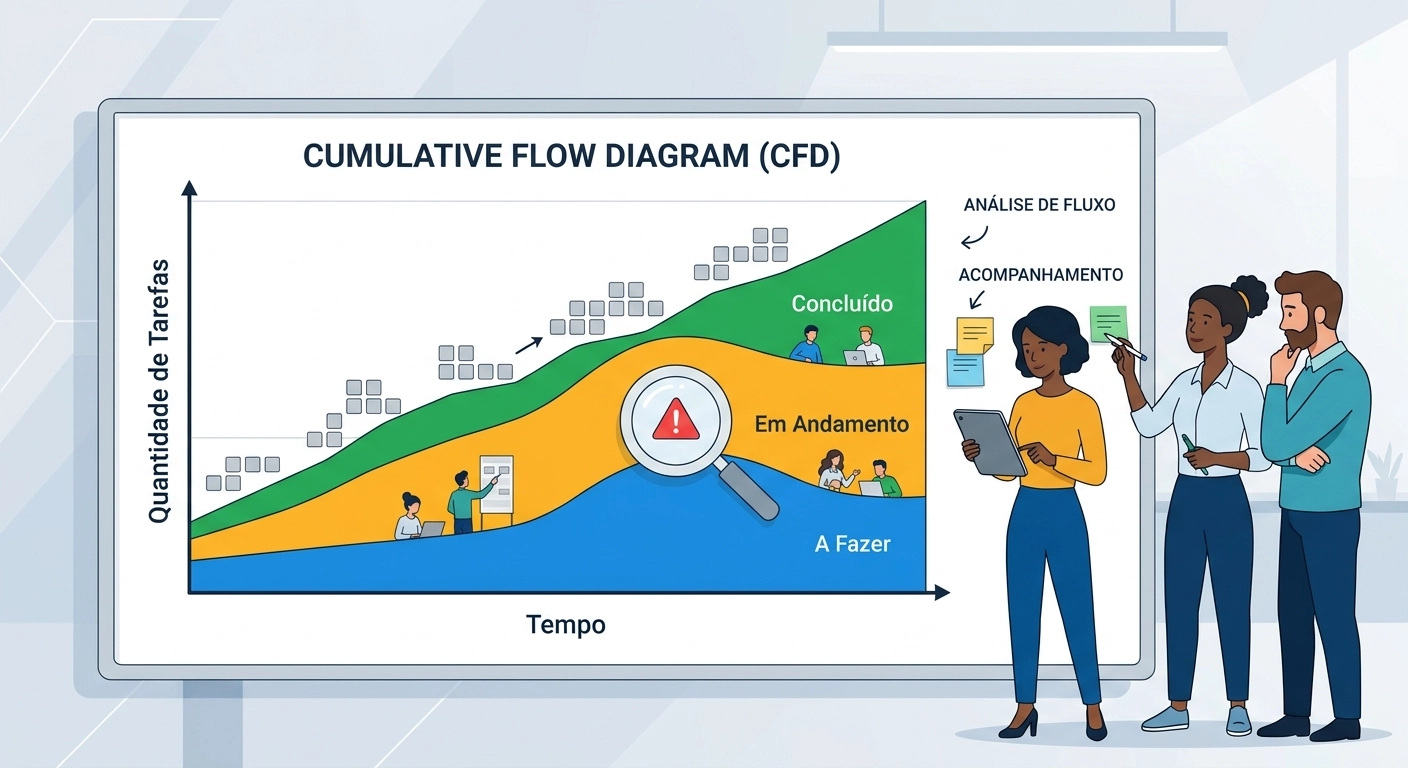 CUMULATIVE FLOW DIAGRAM (CFD)
Quantidade de Tarefas
Concluído
Em Andamento
A Fazer
Tempo
ANÁLISE DE FLUXO
ACOMPANHAMENTO